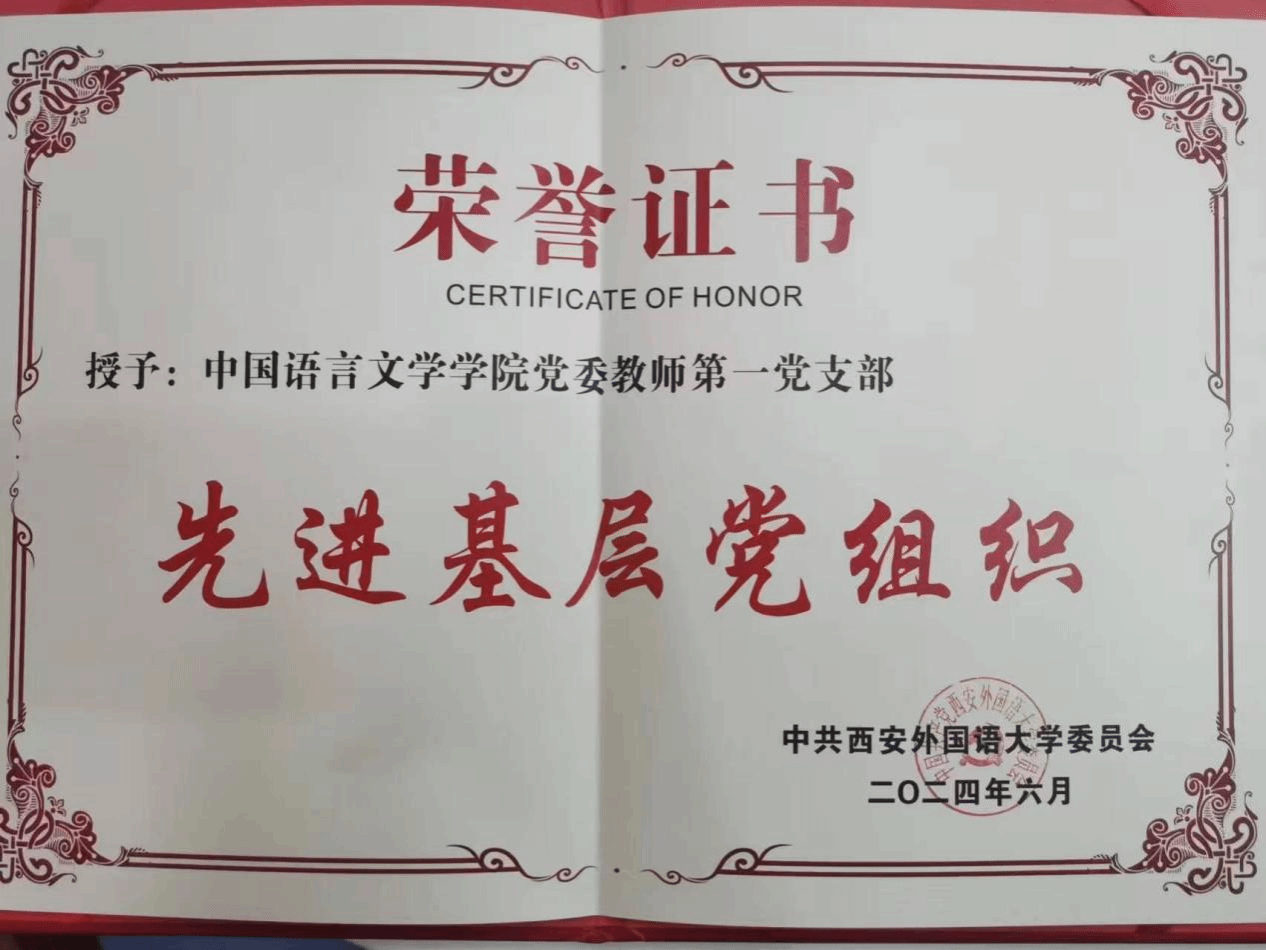 荣誉证书
CERTIFICATE OF HONOR
授予：中国语言文学学院党委教师第一党支部
先进基层党组织
中共西安外国语大学委员会
二〇二四年六月